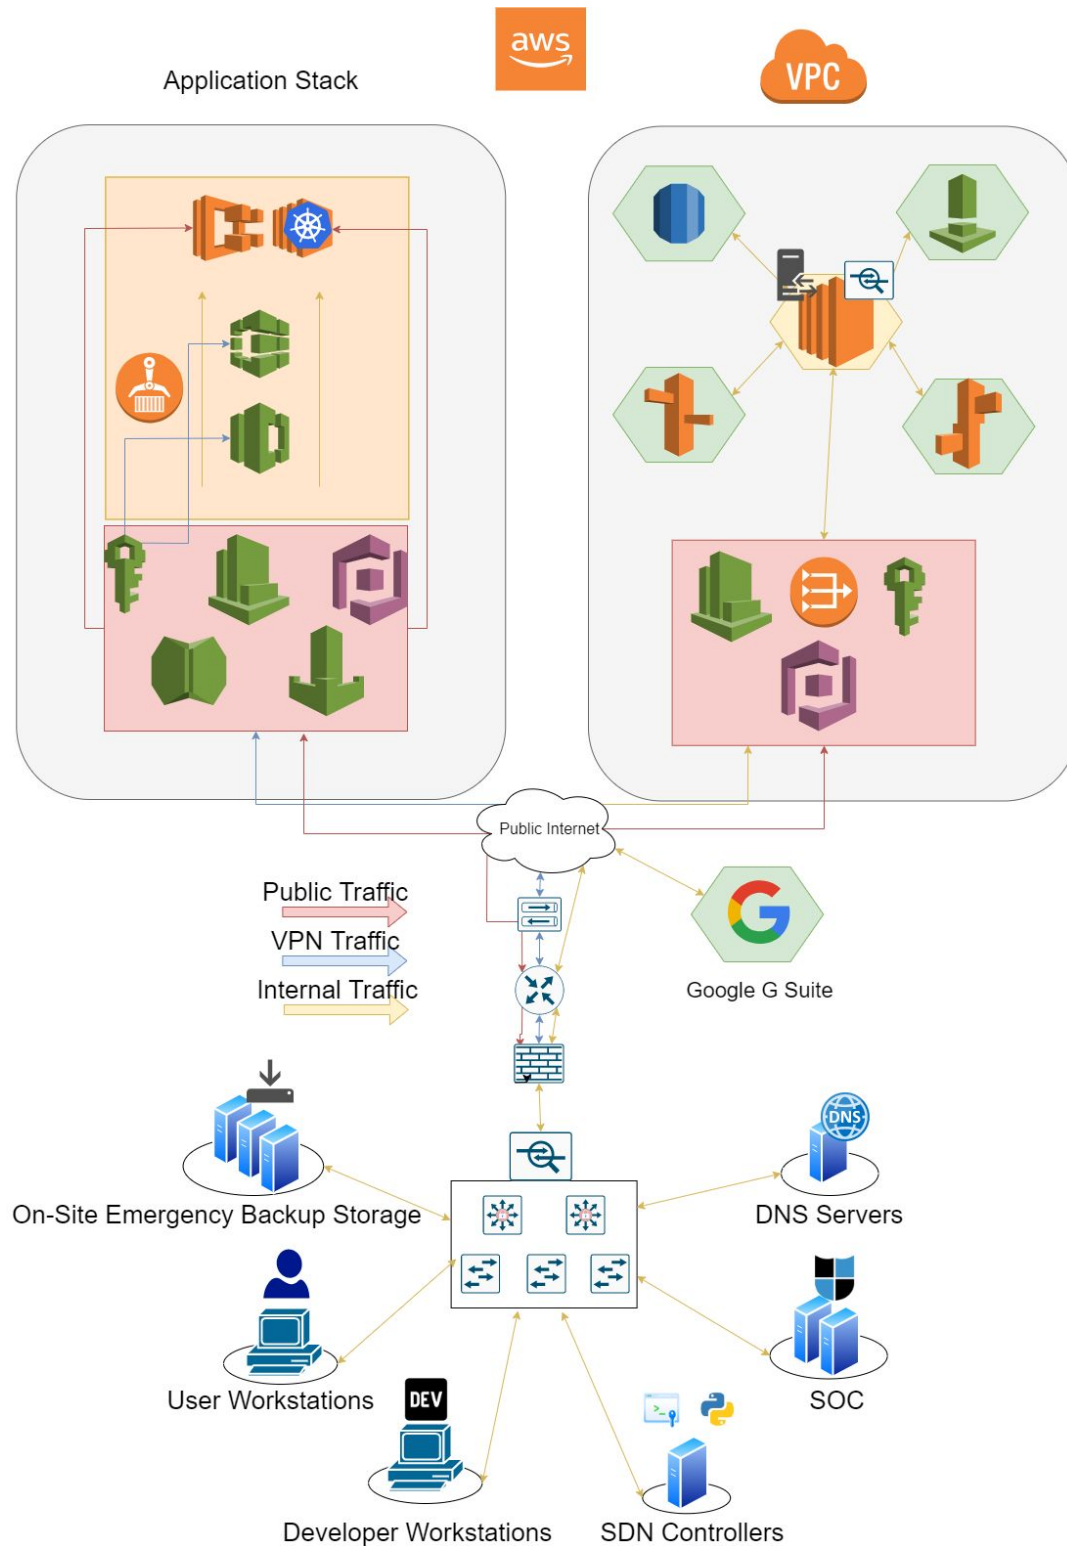 aws
VPC
Application Stack
Public Internet
Public Traffic
VPN Traffic
Internal Traffic
Google G Suite
DNS
On-Site Emergency Backup Storage
DNS Servers
User Workstations
SOC
DEV
>_
Developer Workstations
SDN Controllers